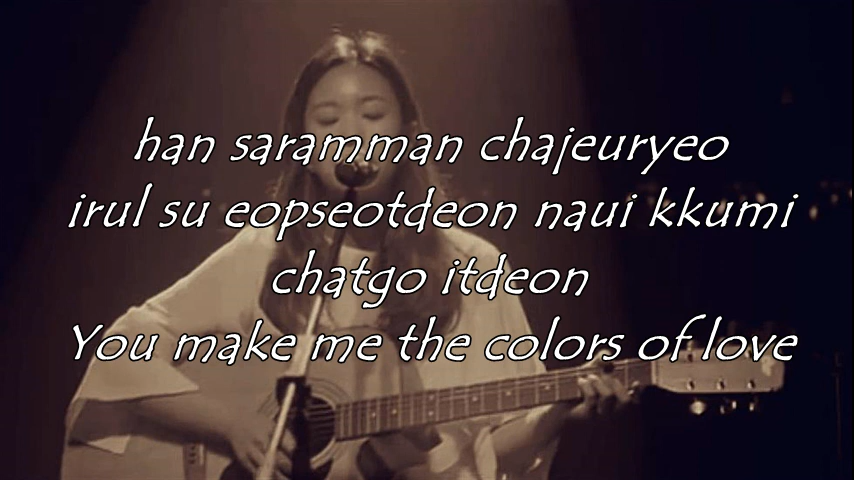 han saramman chajeuryeo
irul su eopseotdeon naui kkumi
chatgo itdeon
You make me the colors of love